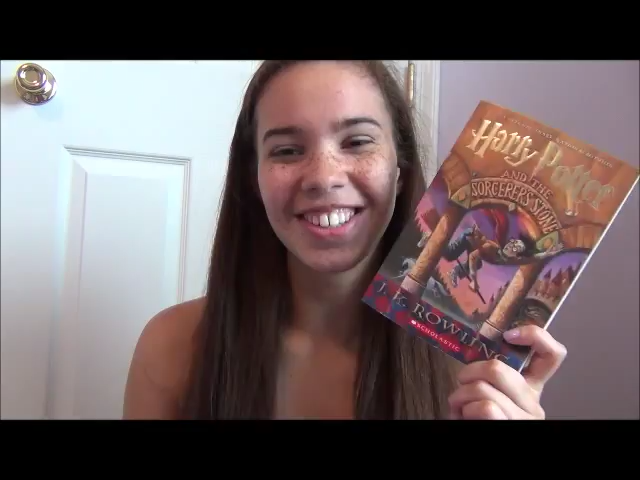 Harry Potter
AND THE
SORCERER'S STONE
J. K. ROWLING
SCHOLASTIC